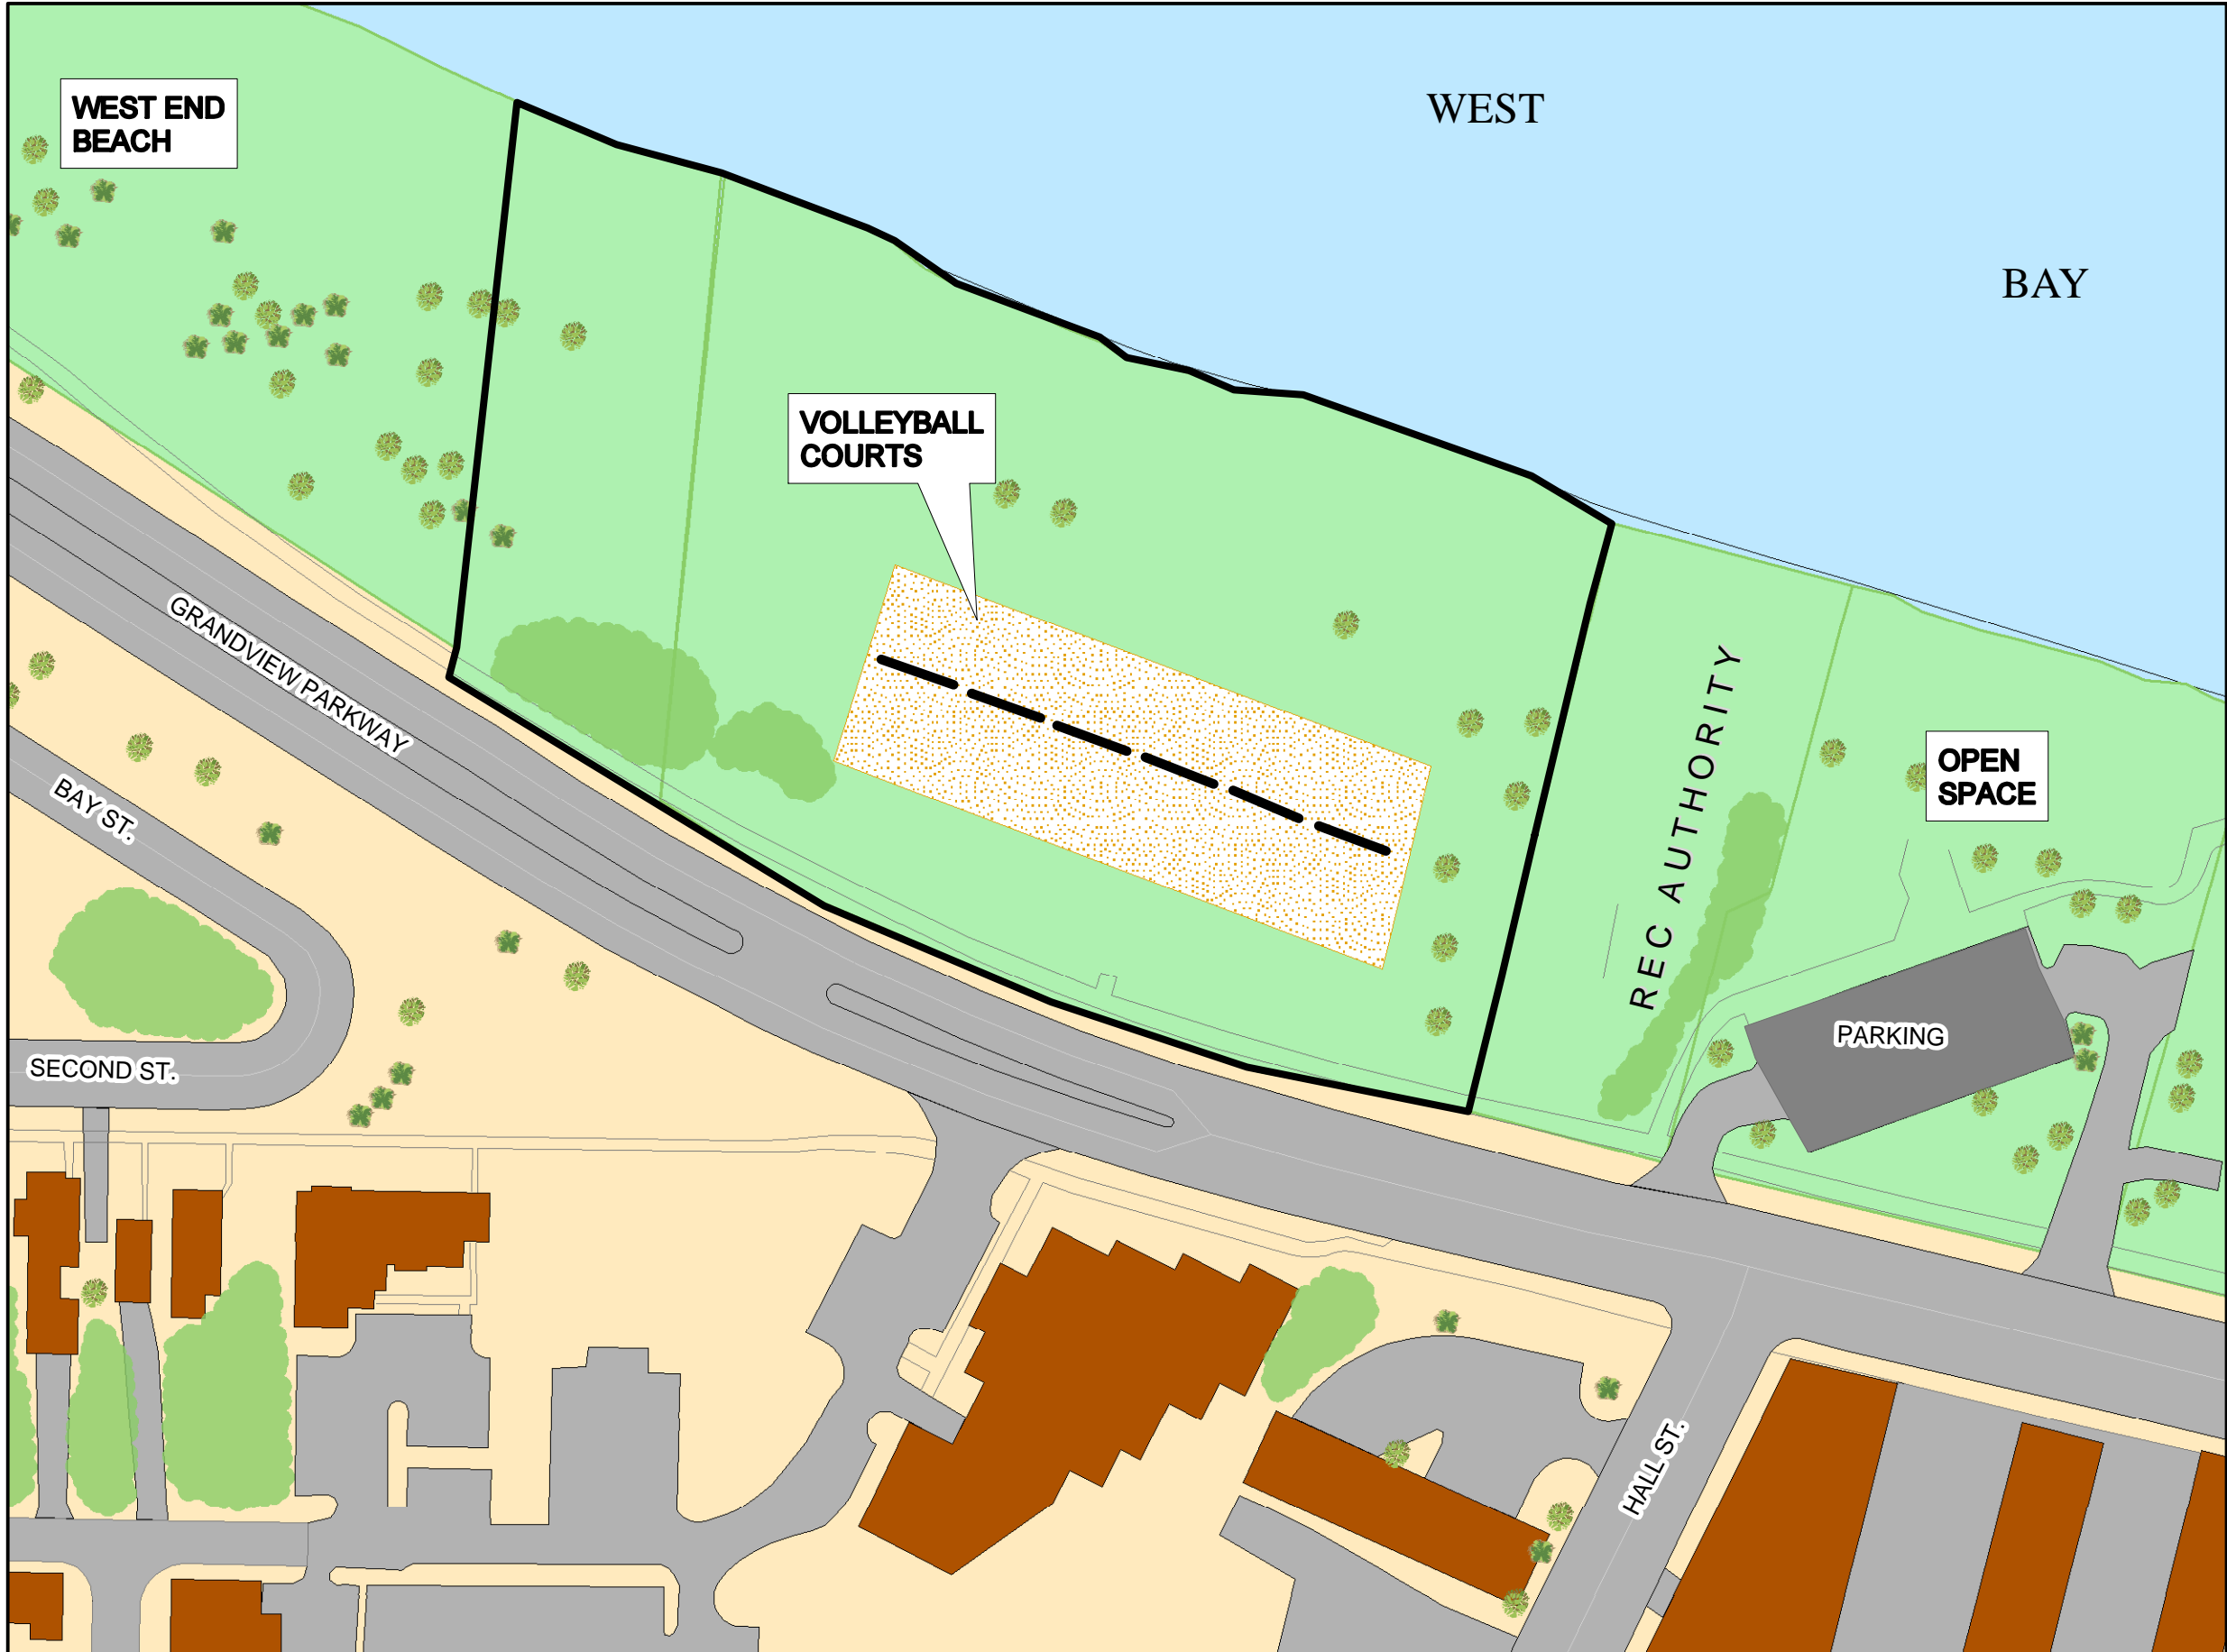 WEST END
BEACH
WEST
BAY
VOLLEYBALL
COURTS
GRANDVIEW PARKWAY
REC AUTHORITY
OPEN
SPACE
BAY ST.
PARKING
SECOND ST.
HALL ST.